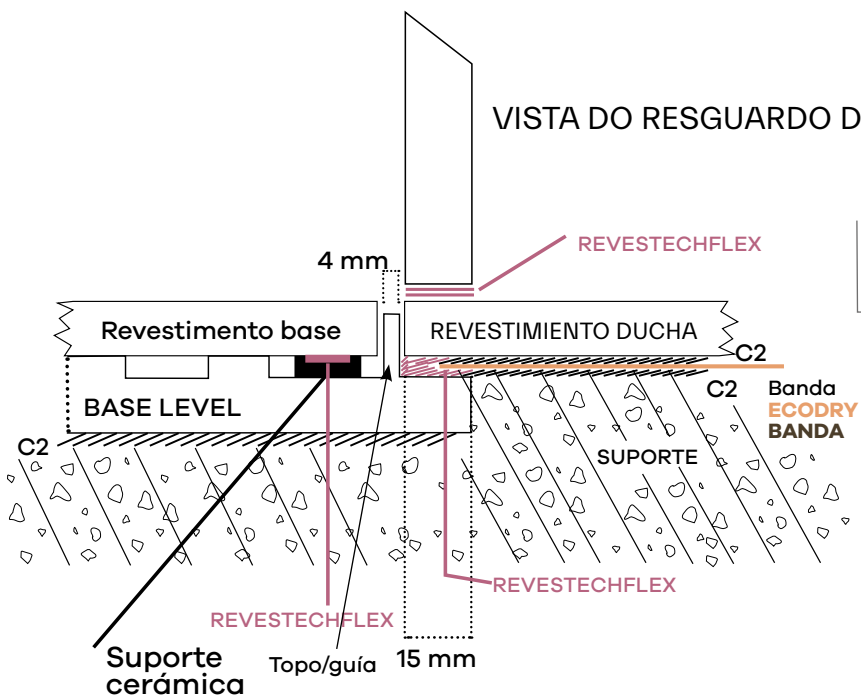 VISTA DO RESGUARDO D
REVESTECHFLEX
4 mm
Revestimento base
REVESTIMIENTO DUCHA
C2
C2
Banda
ECODRY
BANDA
BASE LEVEL
C2
SUPORTE
REVESTECHFLEX
REVESTECHFLEX
Suporte
cerámica
Topo/guía
15 mm